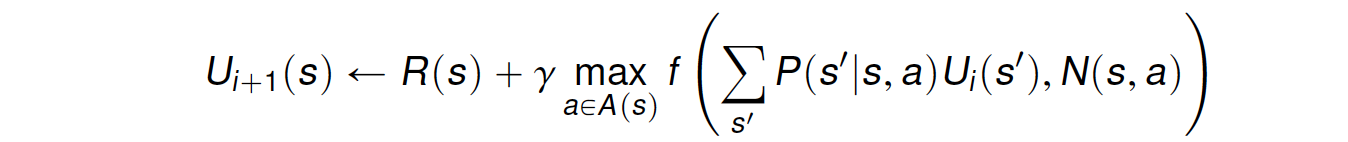 U_{i+1}(s) ← R(s) + γ max_{a∈A(s)} f ( ∑_{s′} P(s′|s, a)U_i(s′), N(s, a) )